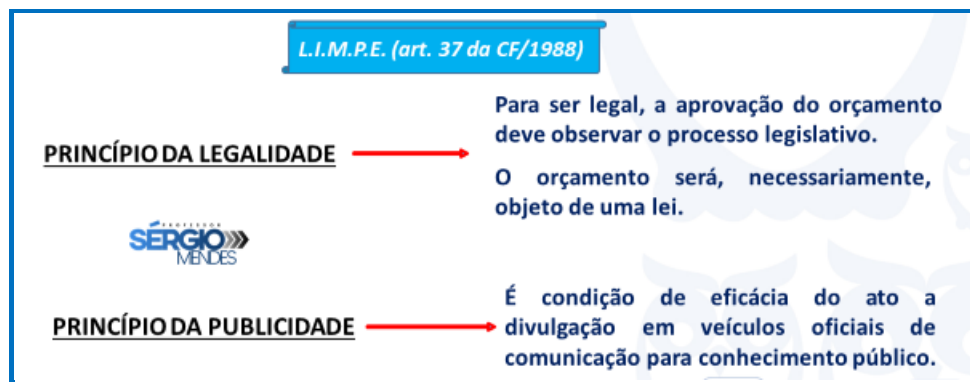 L.I.M.P.E. (art. 37 da CF/1988)
Para ser legal, a aprovação do orçamento
deve observar o processo legislativo.
PRINCÍPIO DA LEGALIDADE
O orçamento será, necessariamente,
objeto de uma lei.
PROFESSOR
SÉRGIO
MENDES
É condição de eficácia do ato a
PRINCÍPIO DA PUBLICIDADE
divulgação em veículos oficiais de
comunicação para conhecimento público.